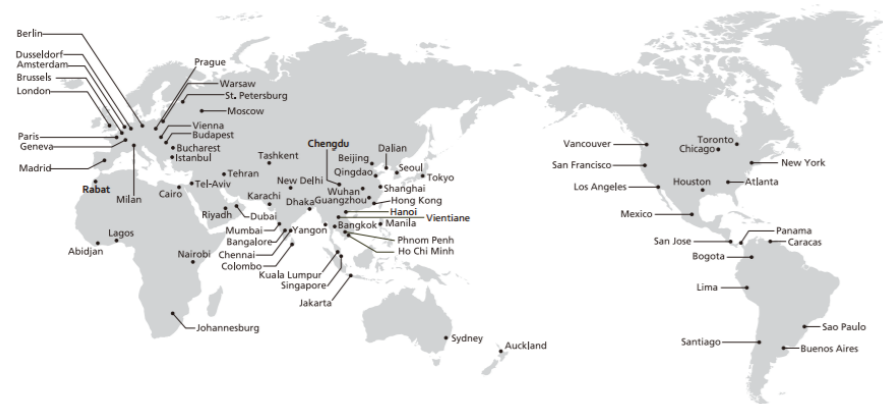 Berlin
Dusseldorf
Amsterdam
Brussels
London
Prague
Warsaw
St. Petersburg
Moscow
Paris
Geneva
Madrid
Vienna
Budapest
Bucharest
Istanbul
Rabat
Milan
Cairo
Tel-Aviv
Tehran
Tashkent
Karachi
New Delhi
Dhaka
Riyadh
Dubai
Mumbai
Bangalore
Chennai
Colombo
Yangon
Chengdu
Beijing
Dalian
Qingdao
Seoul
Tokyo
Wuhan
Shanghai
Guangzhou
Hong Kong
Hanoi
Vientiane
Bangkok
Manila
Phnom Penh
Ho Chi Minh
Kuala Lumpur
Singapore
Jakarta
Abidjan
Lagos
Nairobi
Johannesburg
Sydney
Auckland
Vancouver
San Francisco
Los Angeles
Toronto
Chicago
New York
Houston
Atlanta
Mexico
San Jose
Panama
Caracas
Bogota
Lima
Sao Paulo
Santiago
Buenos Aires